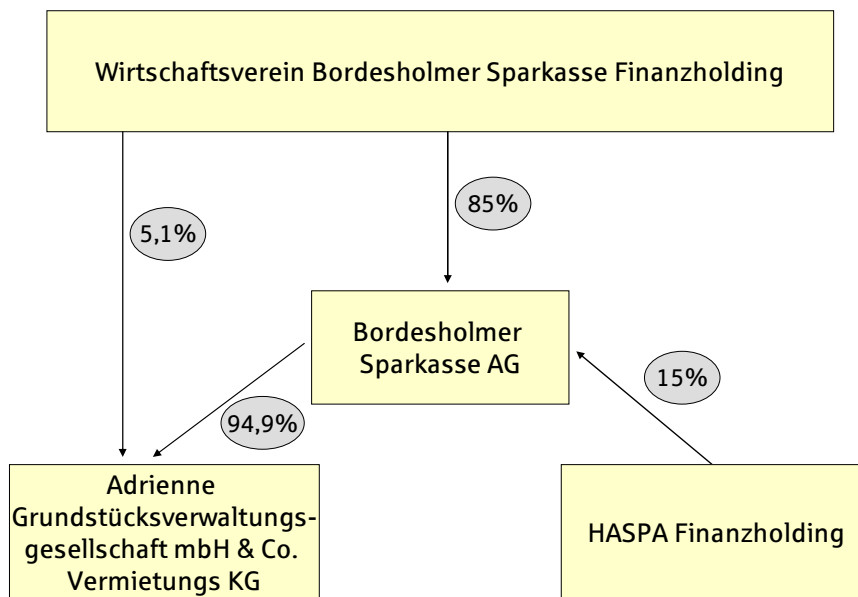 Wirtschaftsverein Bordesholmer Sparkasse Finanzholding
85%
5,1%
Bordesholmer
Sparkasse AG
15%
94,9%
Adrienne
Grundstücksverwaltungs-
gesellschaft mbH & Co.
Vermietungs KG
HASPA Finanzholding